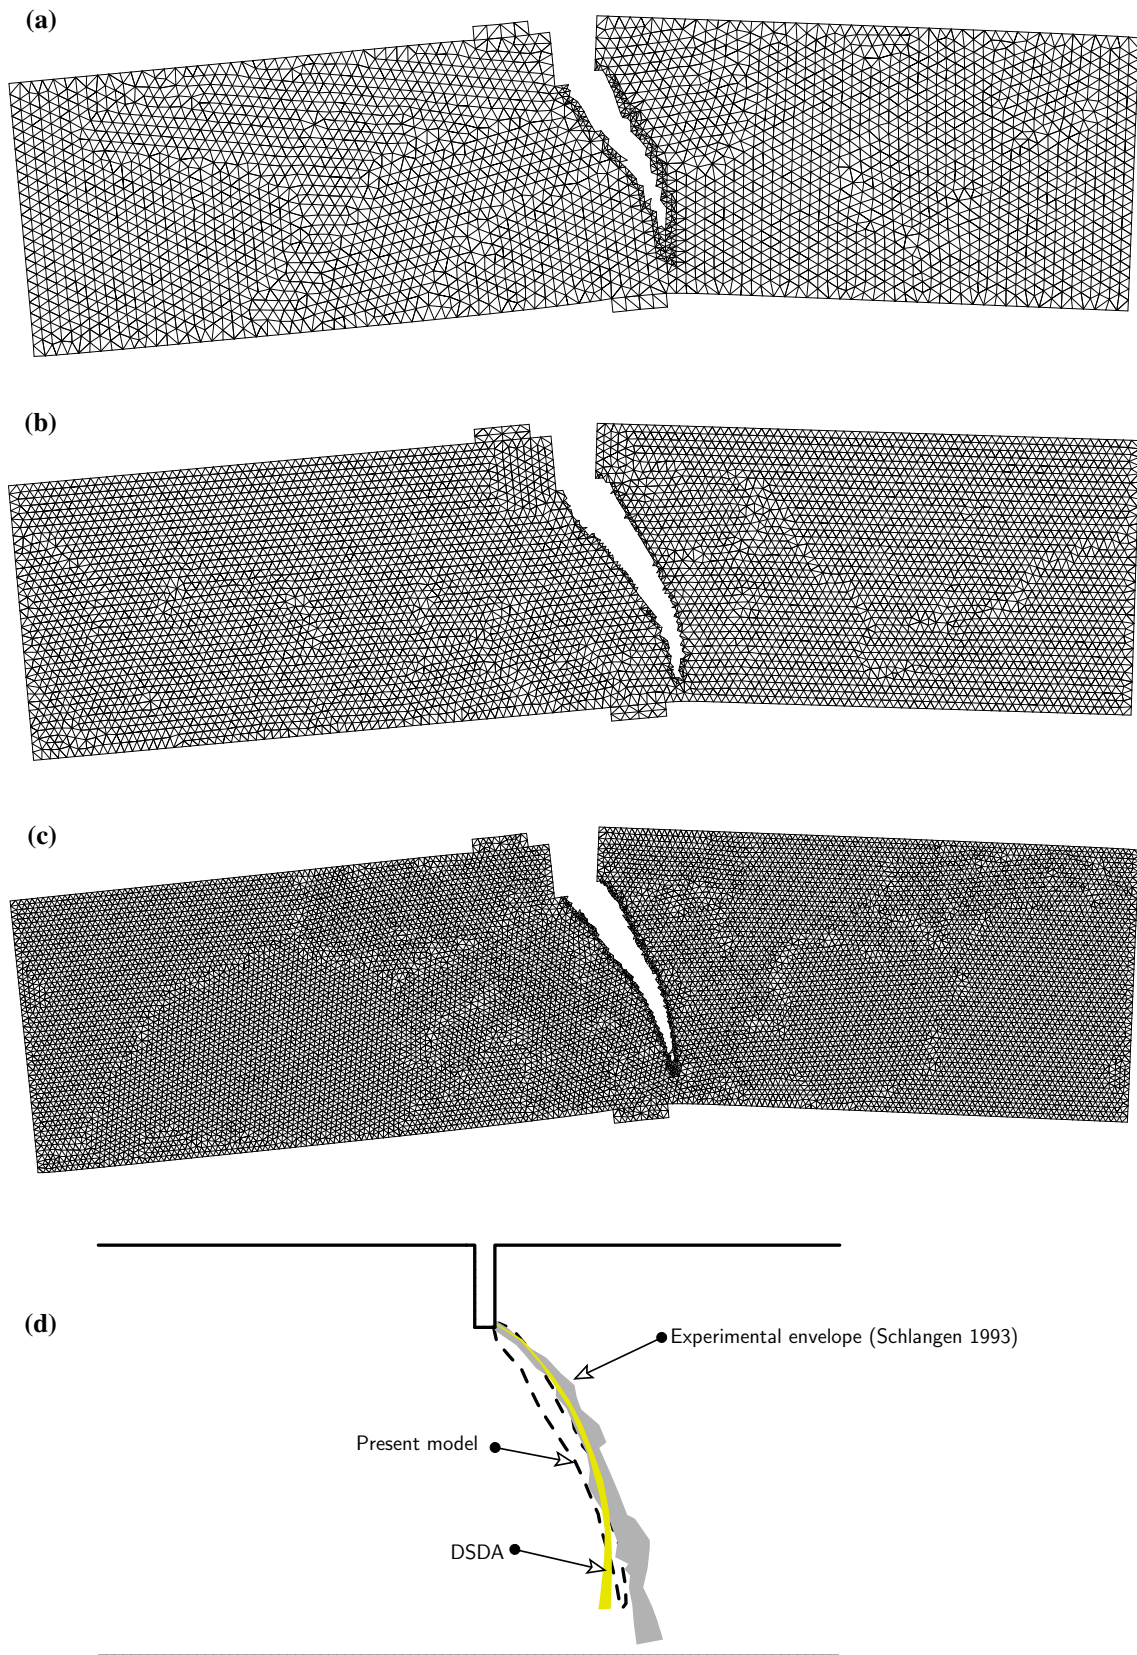 (a)
(b)
(c)
(d)
Experimental envelope (Schlangen 1993)
Present model
DSDA